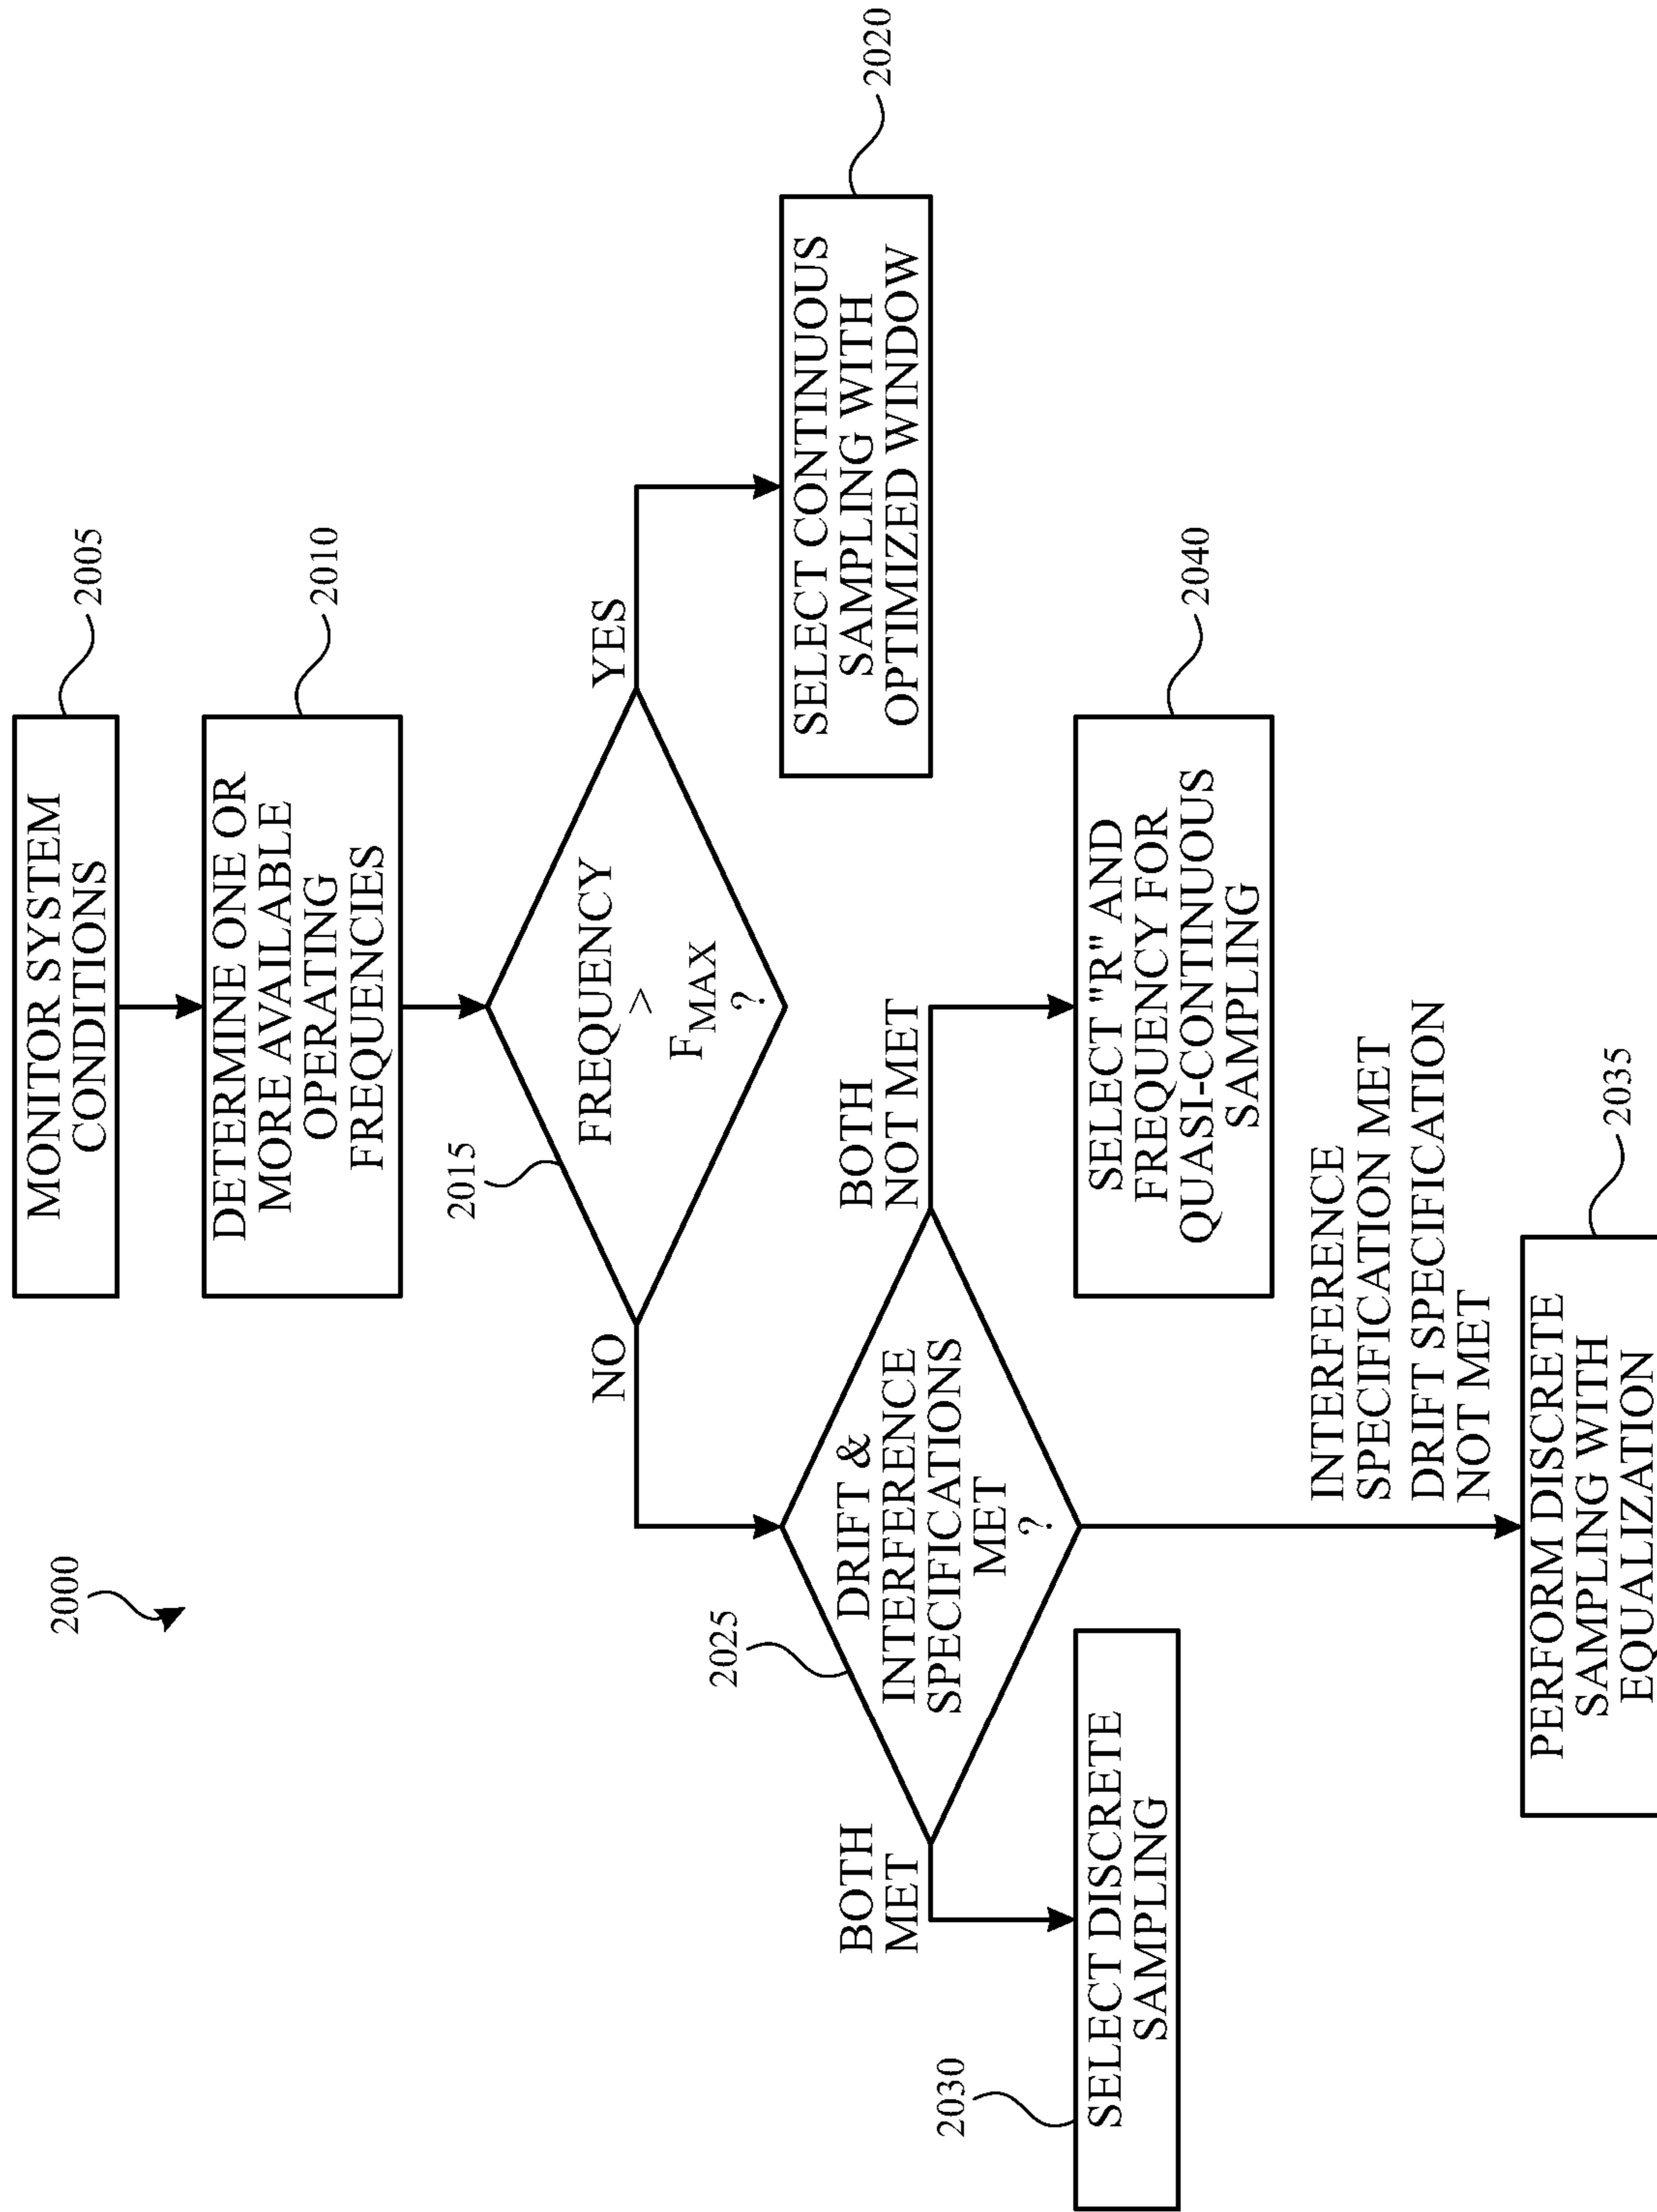 2000
MONITOR SYSTEM
CONDITIONS
2005
DETERMINE ONE OR
MORE AVAILABLE
OPERATING
FREQUENCIES
2010
2015
FREQUENCY
>
FMAX
?
NO
YES
SELECT CONTINUOUS
SAMPLING WITH
OPTIMIZED WINDOW
2020
2025
DRIFT &
INTERFERENCE
SPECIFICATIONS
MET
?
BOTH
MET
BOTH
NOT MET
2030
SELECT DISCRETE
SAMPLING
SELECT "R" AND
FREQUENCY FOR
QUASI-CONTINUOUS
SAMPLING
2040
INTERFERENCE
SPECIFICATION MET
DRIFT SPECIFICATION
NOT MET
PERFORM DISCRETE
SAMPLING WITH
EQUALIZATION
2035